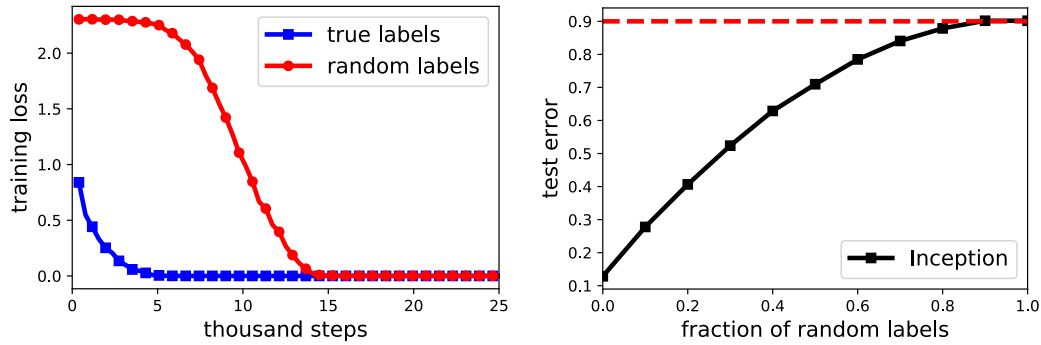 training loss
2.0
1.5
1.0
0.5
0.0
true labels
random labels
0 5 10 15 20 25
thousand steps
test error
0.9
0.8
0.7
0.6
0.5
0.4
0.3
0.2
0.1
Inception
0.0 0.2 0.4 0.6 0.8 1.0
fraction of random labels